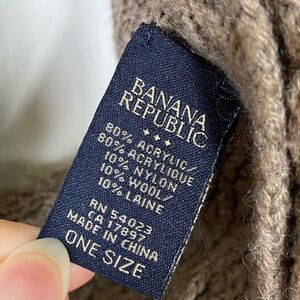 BANANA
REPUBLIC
80% ACRYLIC/
80% ACRYLIQUE
10% NYLON
10% WOOL/
10% LAINE
RN 54023
CA 17897
MADE IN CHINA
ONE SIZE